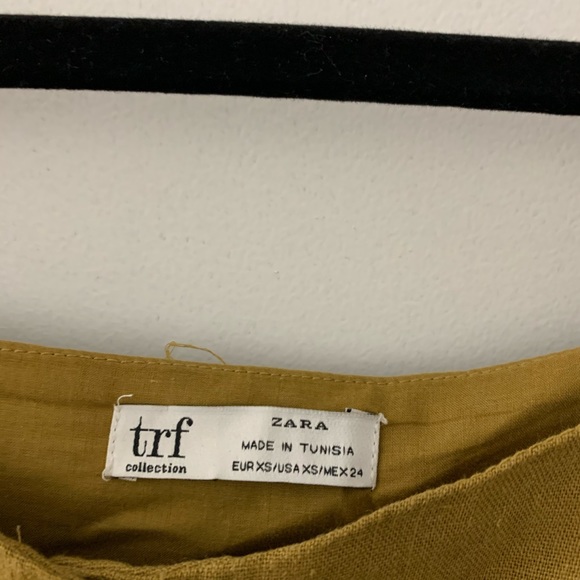 trf
collection
ZARA
MADE IN TUNISIA
EUR XS/USA XS/MEX 24